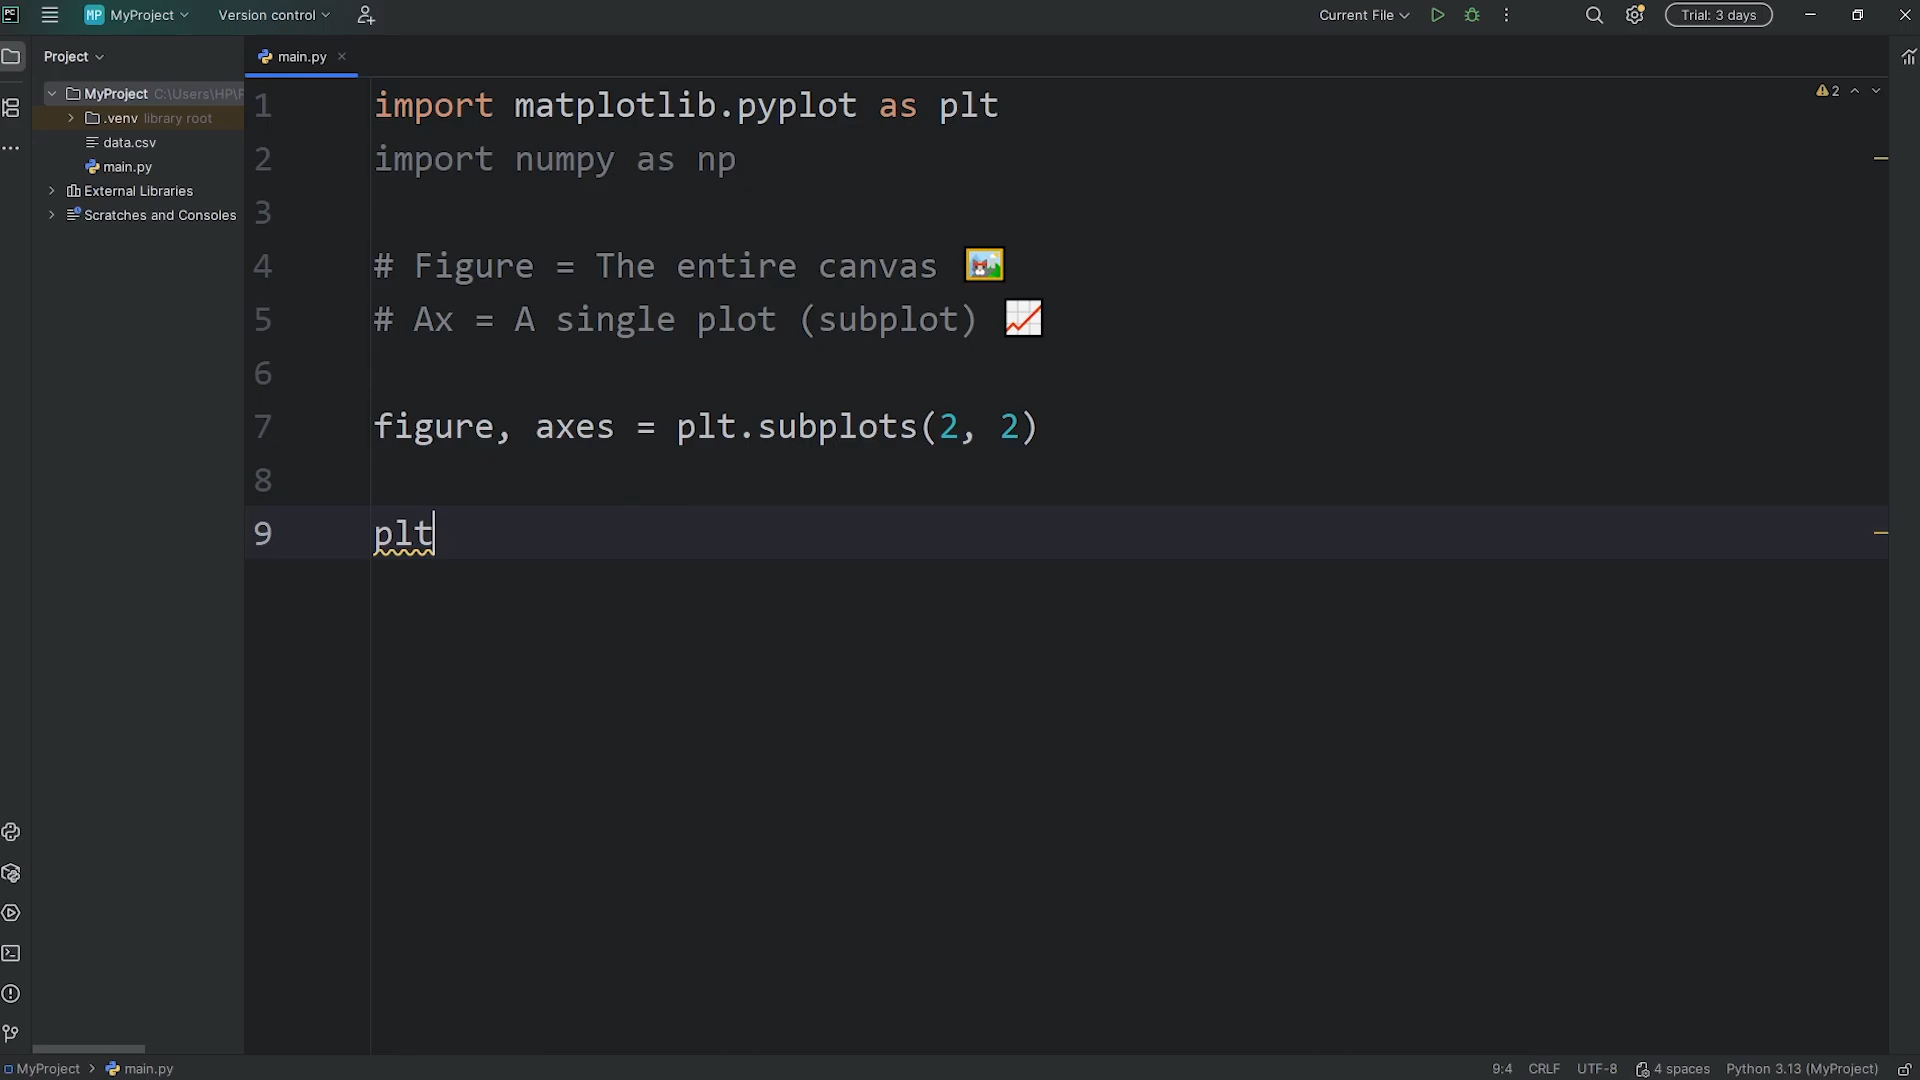 PC
MP MyProject
Version control
Current File
Trial: 3 days
Project
main.py
MyProject C:\Users\HP\P
.venv library root
data.csv
main.py
External Libraries
Scratches and Consoles
2
1 import matplotlib.pyplot as plt
2 import numpy as np
3
4 # Figure = The entire canvas 🖼️
5 # Ax = A single plot (subplot) 📈
6
7 figure, axes = plt.subplots(2, 2)
8
9 plt
MyProject > main.py
9:4 CRLF UTF-8 4 spaces Python 3.13 (MyProject)